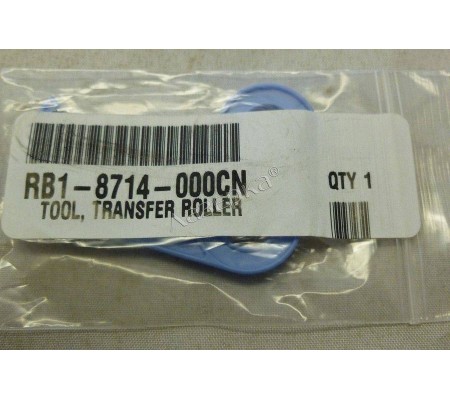 RB1-8714-000CN
QTY 1
TOOL, TRANSFER ROLLER